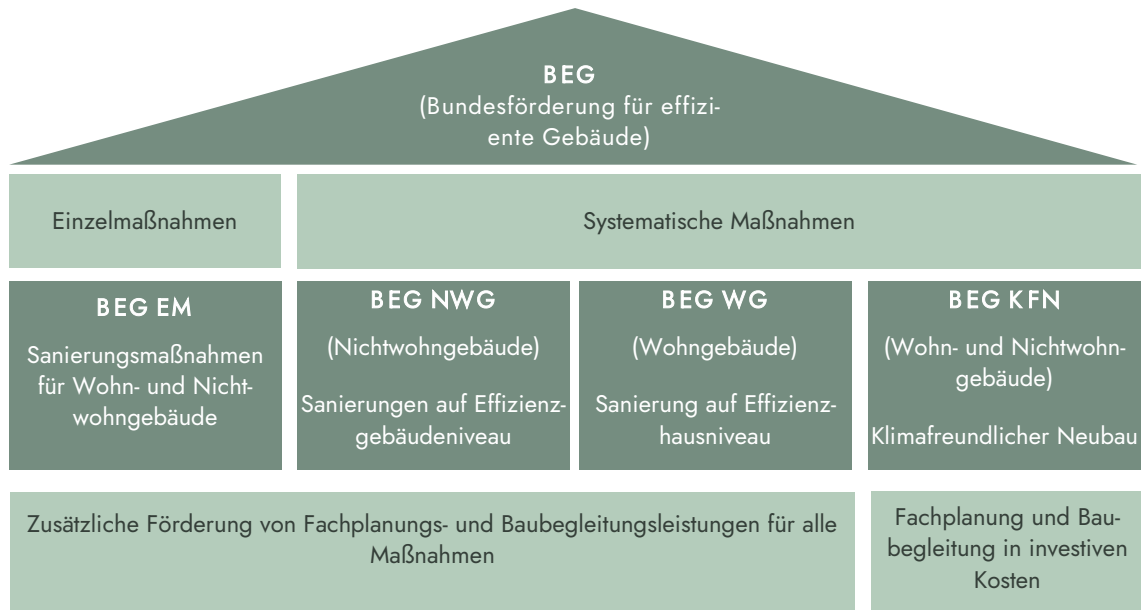 BEG
(Bundesförderung für effizi-
ente Gebäude)
Einzelmaßnahmen
Systematische Maßnahmen
BEG EM
Sanierungsmaßnahmen
für Wohn- und Nicht-
wohngebäude
BEG NWG
(Nichtwohngebäude)
Sanierungen auf Effizienz-
gebäudeniveau
BEG WG
(Wohngebäude)
Sanierung auf Effizienz-
hausniveau
BEG KFN
(Wohn- und Nichtwohn-
gebäude)
Klimafreundlicher Neubau
Zusätzliche Förderung von Fachplanungs- und Baubegleitungsleistungen für alle
Maßnahmen
Fachplanung und Bau-
begleitung in investiven
Kosten